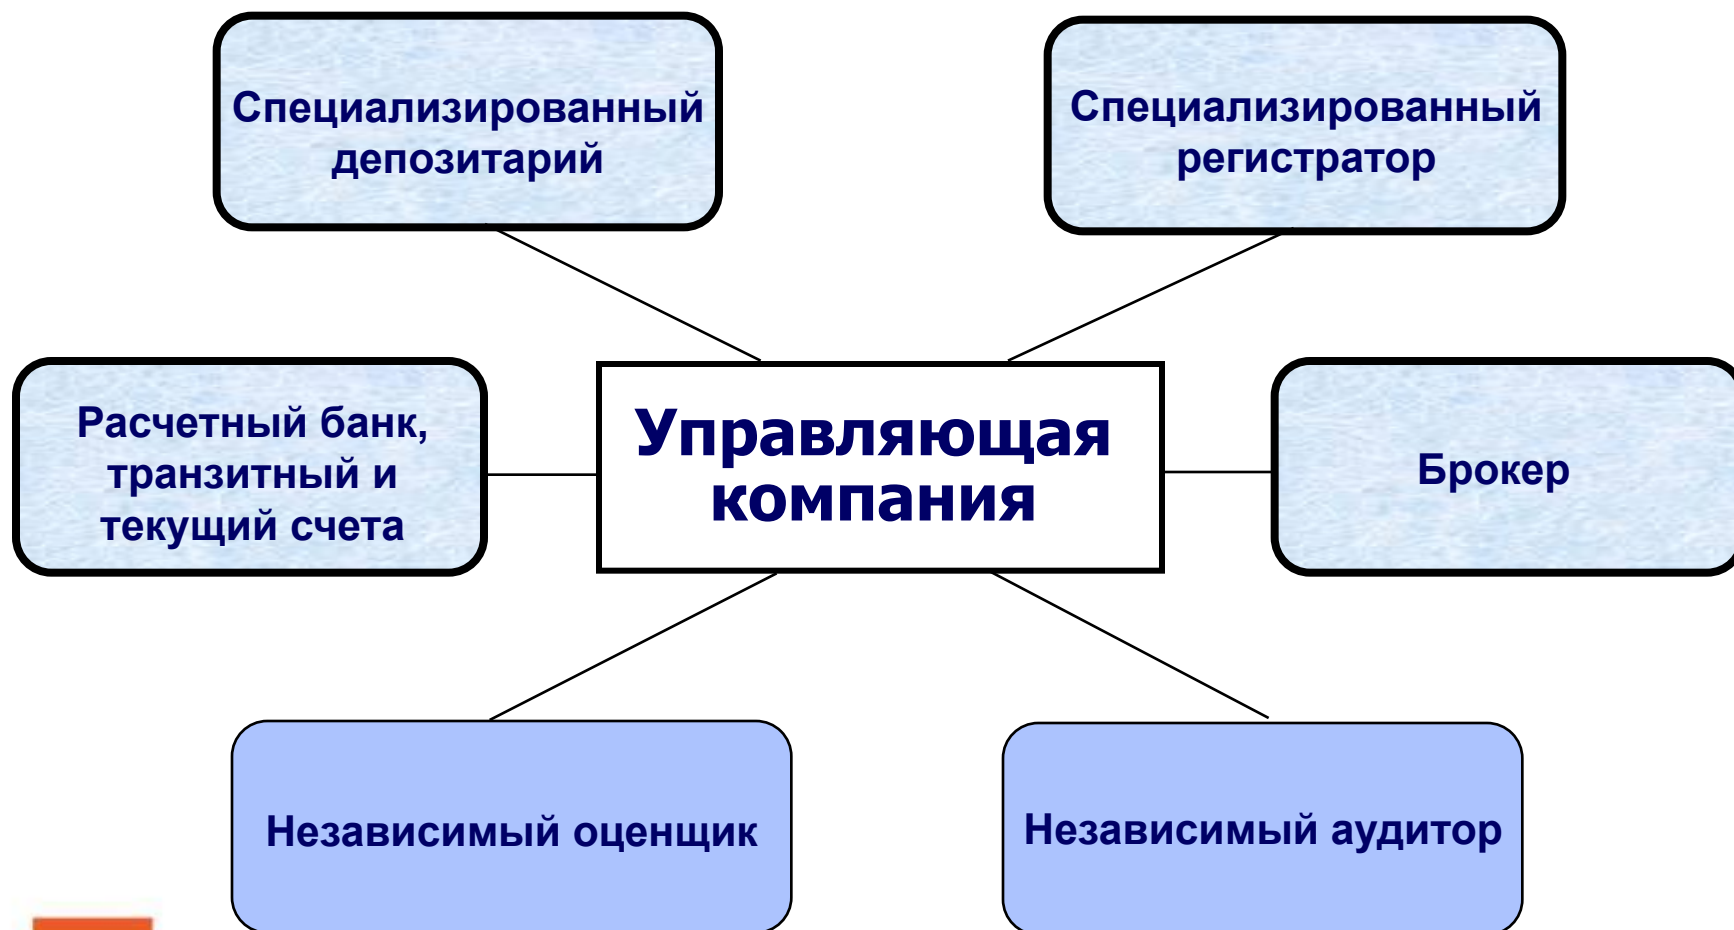 Специализированный
депозитарий
Специализированный
регистратор
Расчетный банк,
транзитный и
текущий счета
Управляющая
компания
Брокер
Независимый оценщик
Независимый аудитор